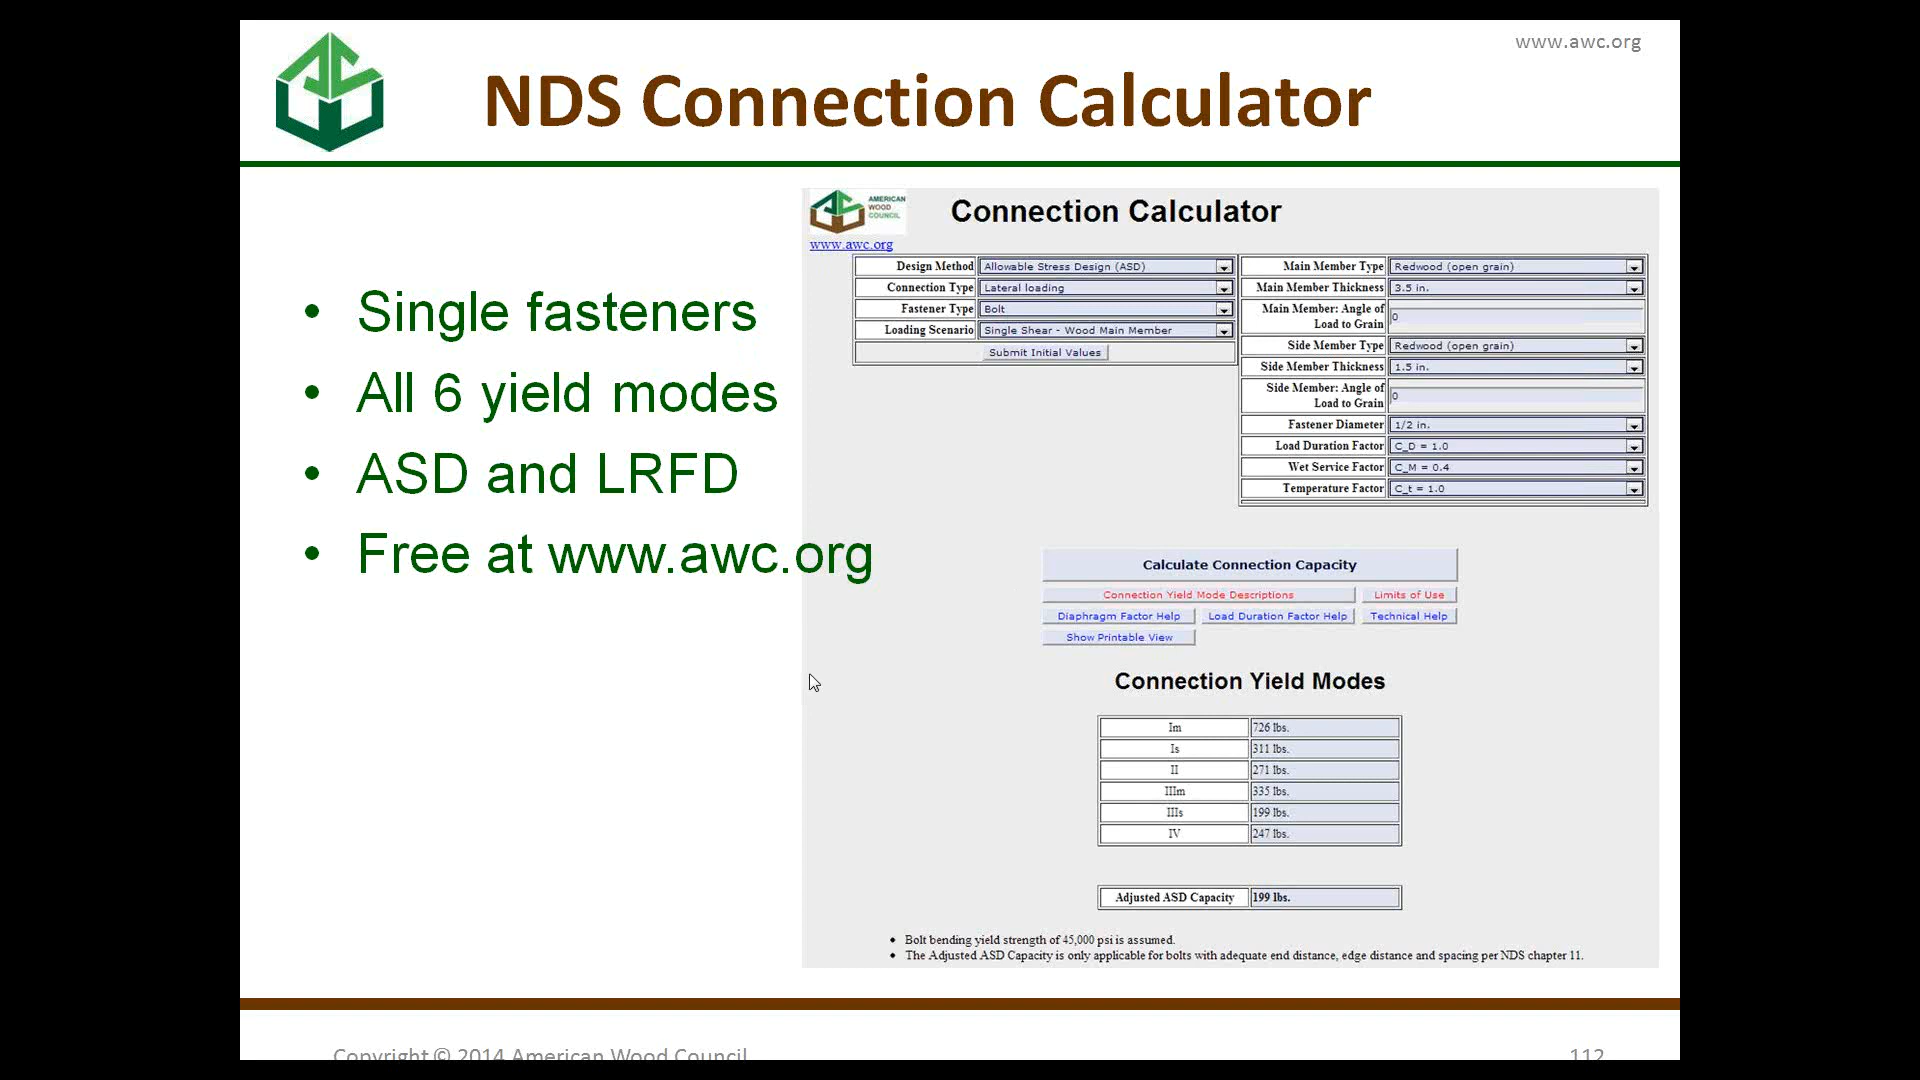 www.awc.org
NDS Connection Calculator
• Single fasteners
• All 6 yield modes
• ASD and LRFD
• Free at www.awc.org
AMERICAN
WOOD
COUNCIL
Connection Calculator
www.awc.org
Design Method Allowable Stress Design (ASD)
Connection Type Lateral loading
Fastener Type Bolt
Loading Scenario Single Shear - Wood Main Member
Submit Initial Values
Main Member Type Redwood (open grain)
Main Member Thickness 3.5 in.
Main Member: Angle of
Load to Grain 0
Side Member Type Redwood (open grain)
Side Member Thickness 1.5 in.
Side Member: Angle of
Load to Grain 0
Fastener Diameter 1/2 in.
Load Duration Factor C_D = 1.0
Wet Service Factor C_M = 0.4
Temperature Factor C_t = 1.0
Calculate Connection Capacity
Connection Yield Mode Descriptions Limits of Use
Diaphragm Factor Help Load Duration Factor Help Technical Help
Show Printable View
Connection Yield Modes
Im 726 lbs.
Is 311 lbs.
II 271 lbs.
IIIm 335 lbs.
IIIs 199 lbs.
IV 247 lbs.
Adjusted ASD Capacity 199 lbs.
• Bolt bending yield strength of 45,000 psi is assumed.
• The Adjusted ASD Capacity is only applicable for bolts with adequate end distance, edge distance and spacing per NDS chapter 11.
Copyright © 2014 American Wood Council
112